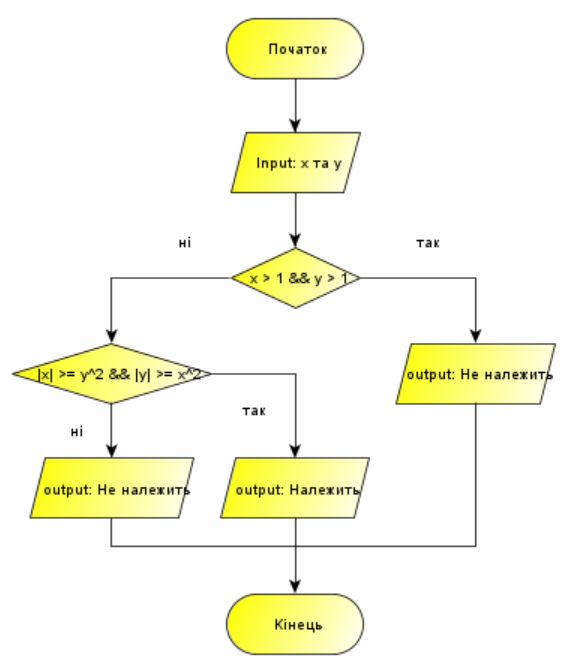 Початок
Input: х та у
ні
так
x > 1 && y > 1
|x| >= y^2 && |y| >= x^2
output: Не належить
так
ні
output: Не належить
output: Належить
Кінець